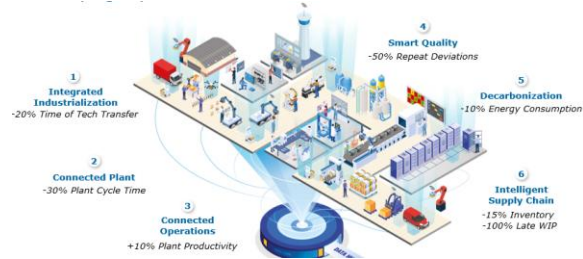 1
Integrated
Industrialization
-20% Time of Tech Transfer
2
Connected Plant
-30% Plant Cycle Time
3
Connected
Operations
+10% Plant Productivity
4
Smart Quality
-50% Repeat Deviations
5
Decarbonization
-10% Energy Consumption
6
Intelligent
Supply Chain
-15% Inventory
-100% Late WIP
DATA